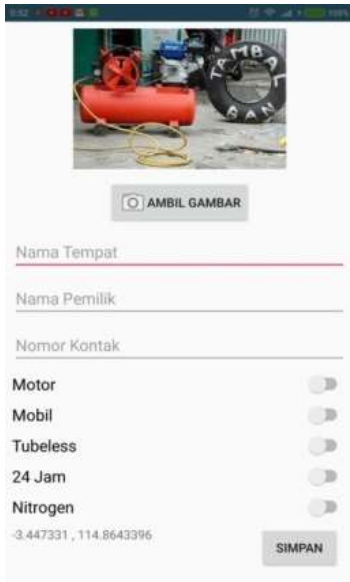 TAMBAL
BAN
AMBIL GAMBAR
Nama Tempat
Nama Pemilik
Nomor Kontak
Motor
Mobil
Tubeless
24 Jam
Nitrogen
-3.447331 , 114.8643396
SIMPAN